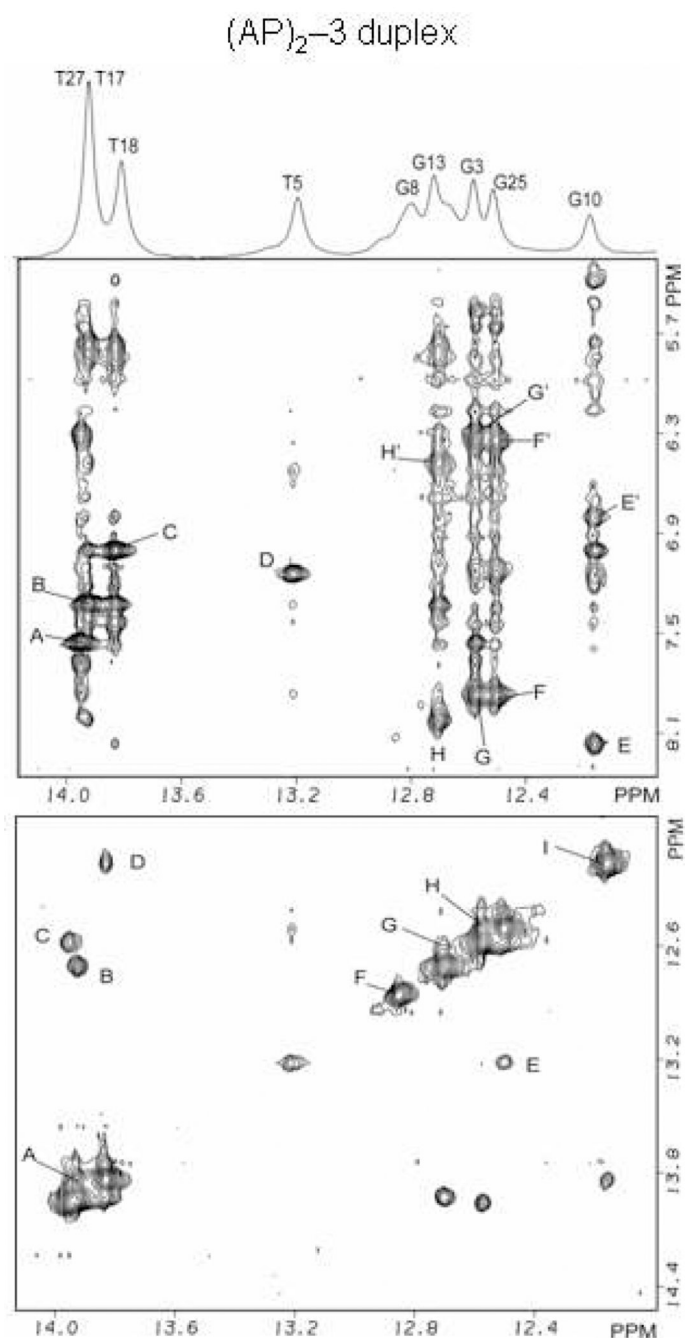 (AP)2–3 duplex
T27 T17
T18
T5
G8
G13
G3
G25
G10
5.7 PPM
6.3
6.9
7.5
8.1
G'
H'
F'
E'
C
D
B
A
F
H
G
E
14.0 13.6 13.2 12.8 12.4 PPM
PPM
12.6
13.2
13.8
14.4
D
I
H
C
G
B
F
E
A
14.0 13.6 13.2 12.8 12.4 PPM